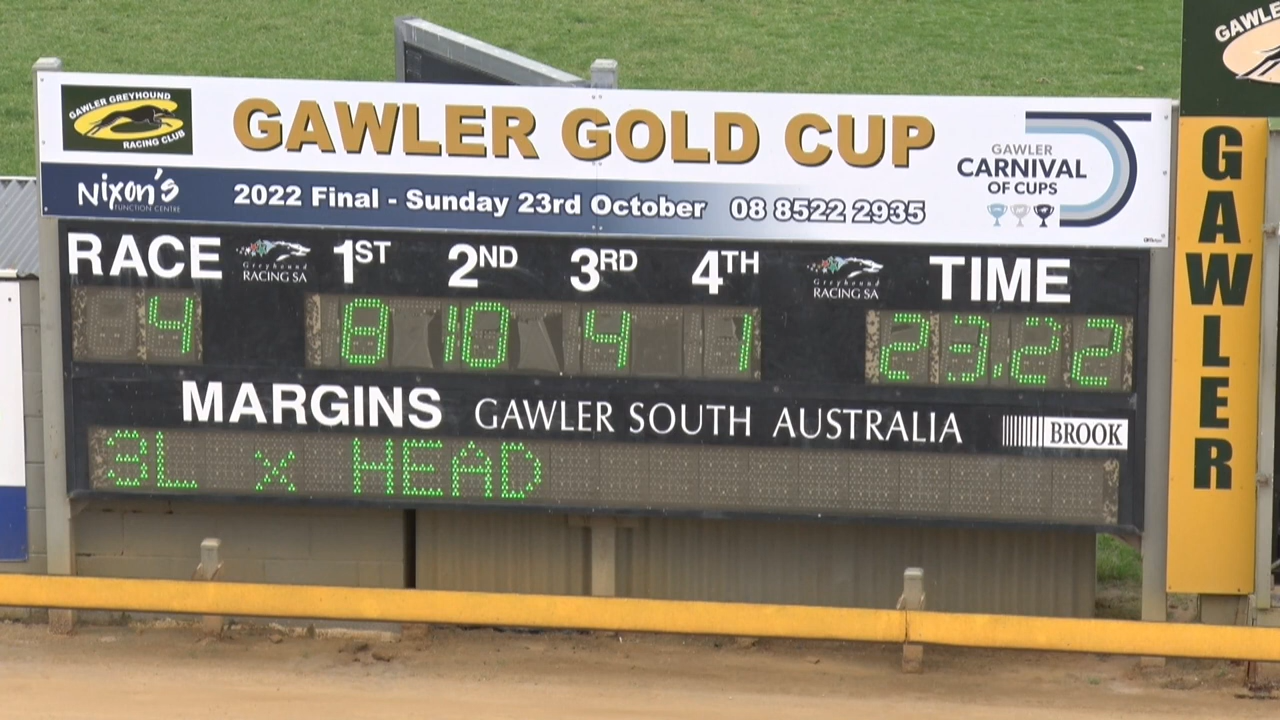 GAWLER GREYHOUND
RACING CLUB
GAWLER GOLD CUP
GAWLER
CARNIVAL
OF CUPS
Nixon's
FUNCTION CENTRE
2022 Final - Sunday 23rd October 08 8522 2935
RACE
Greyhound
RACING SA
1ST 2ND 3RD 4TH
Greyhound
RACING SA
TIME
4 8 10 4 1 23.22
MARGINS GAWLER SOUTH AUSTRALIA BROOK
3L x HEAD
GAWLER